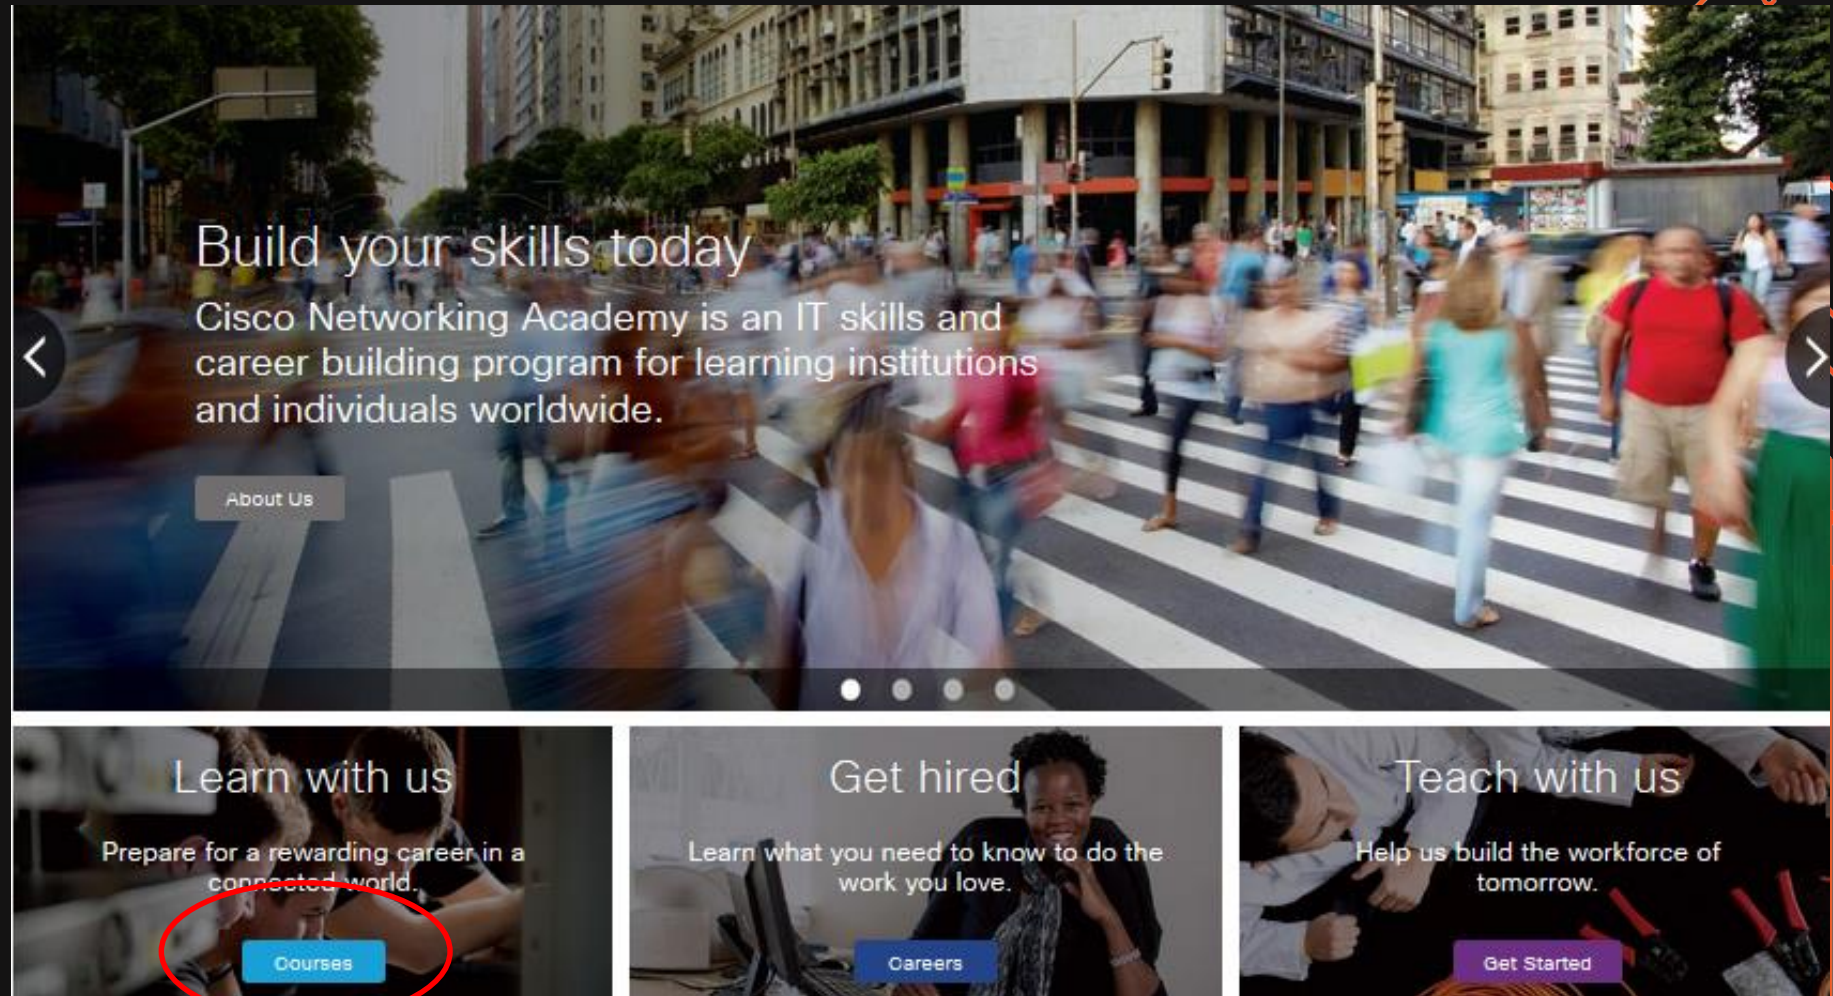 Build your skills today
Cisco Networking Academy is an IT skills and
career building program for learning institutions
and individuals worldwide.
About Us
Learn with us
Prepare for a rewarding career in a
connected world.
Courses
Get hired
Learn what you need to know to do the
work you love.
Careers
Teach with us
Help us build the workforce of
tomorrow.
Get Started